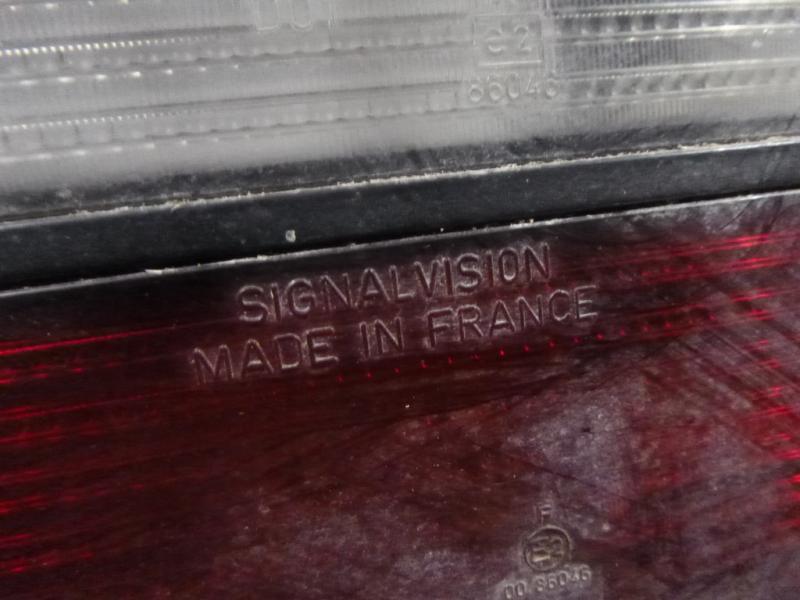 e2
86046
SIGNALVISION
MADE IN FRANCE
F
E2
00 86046